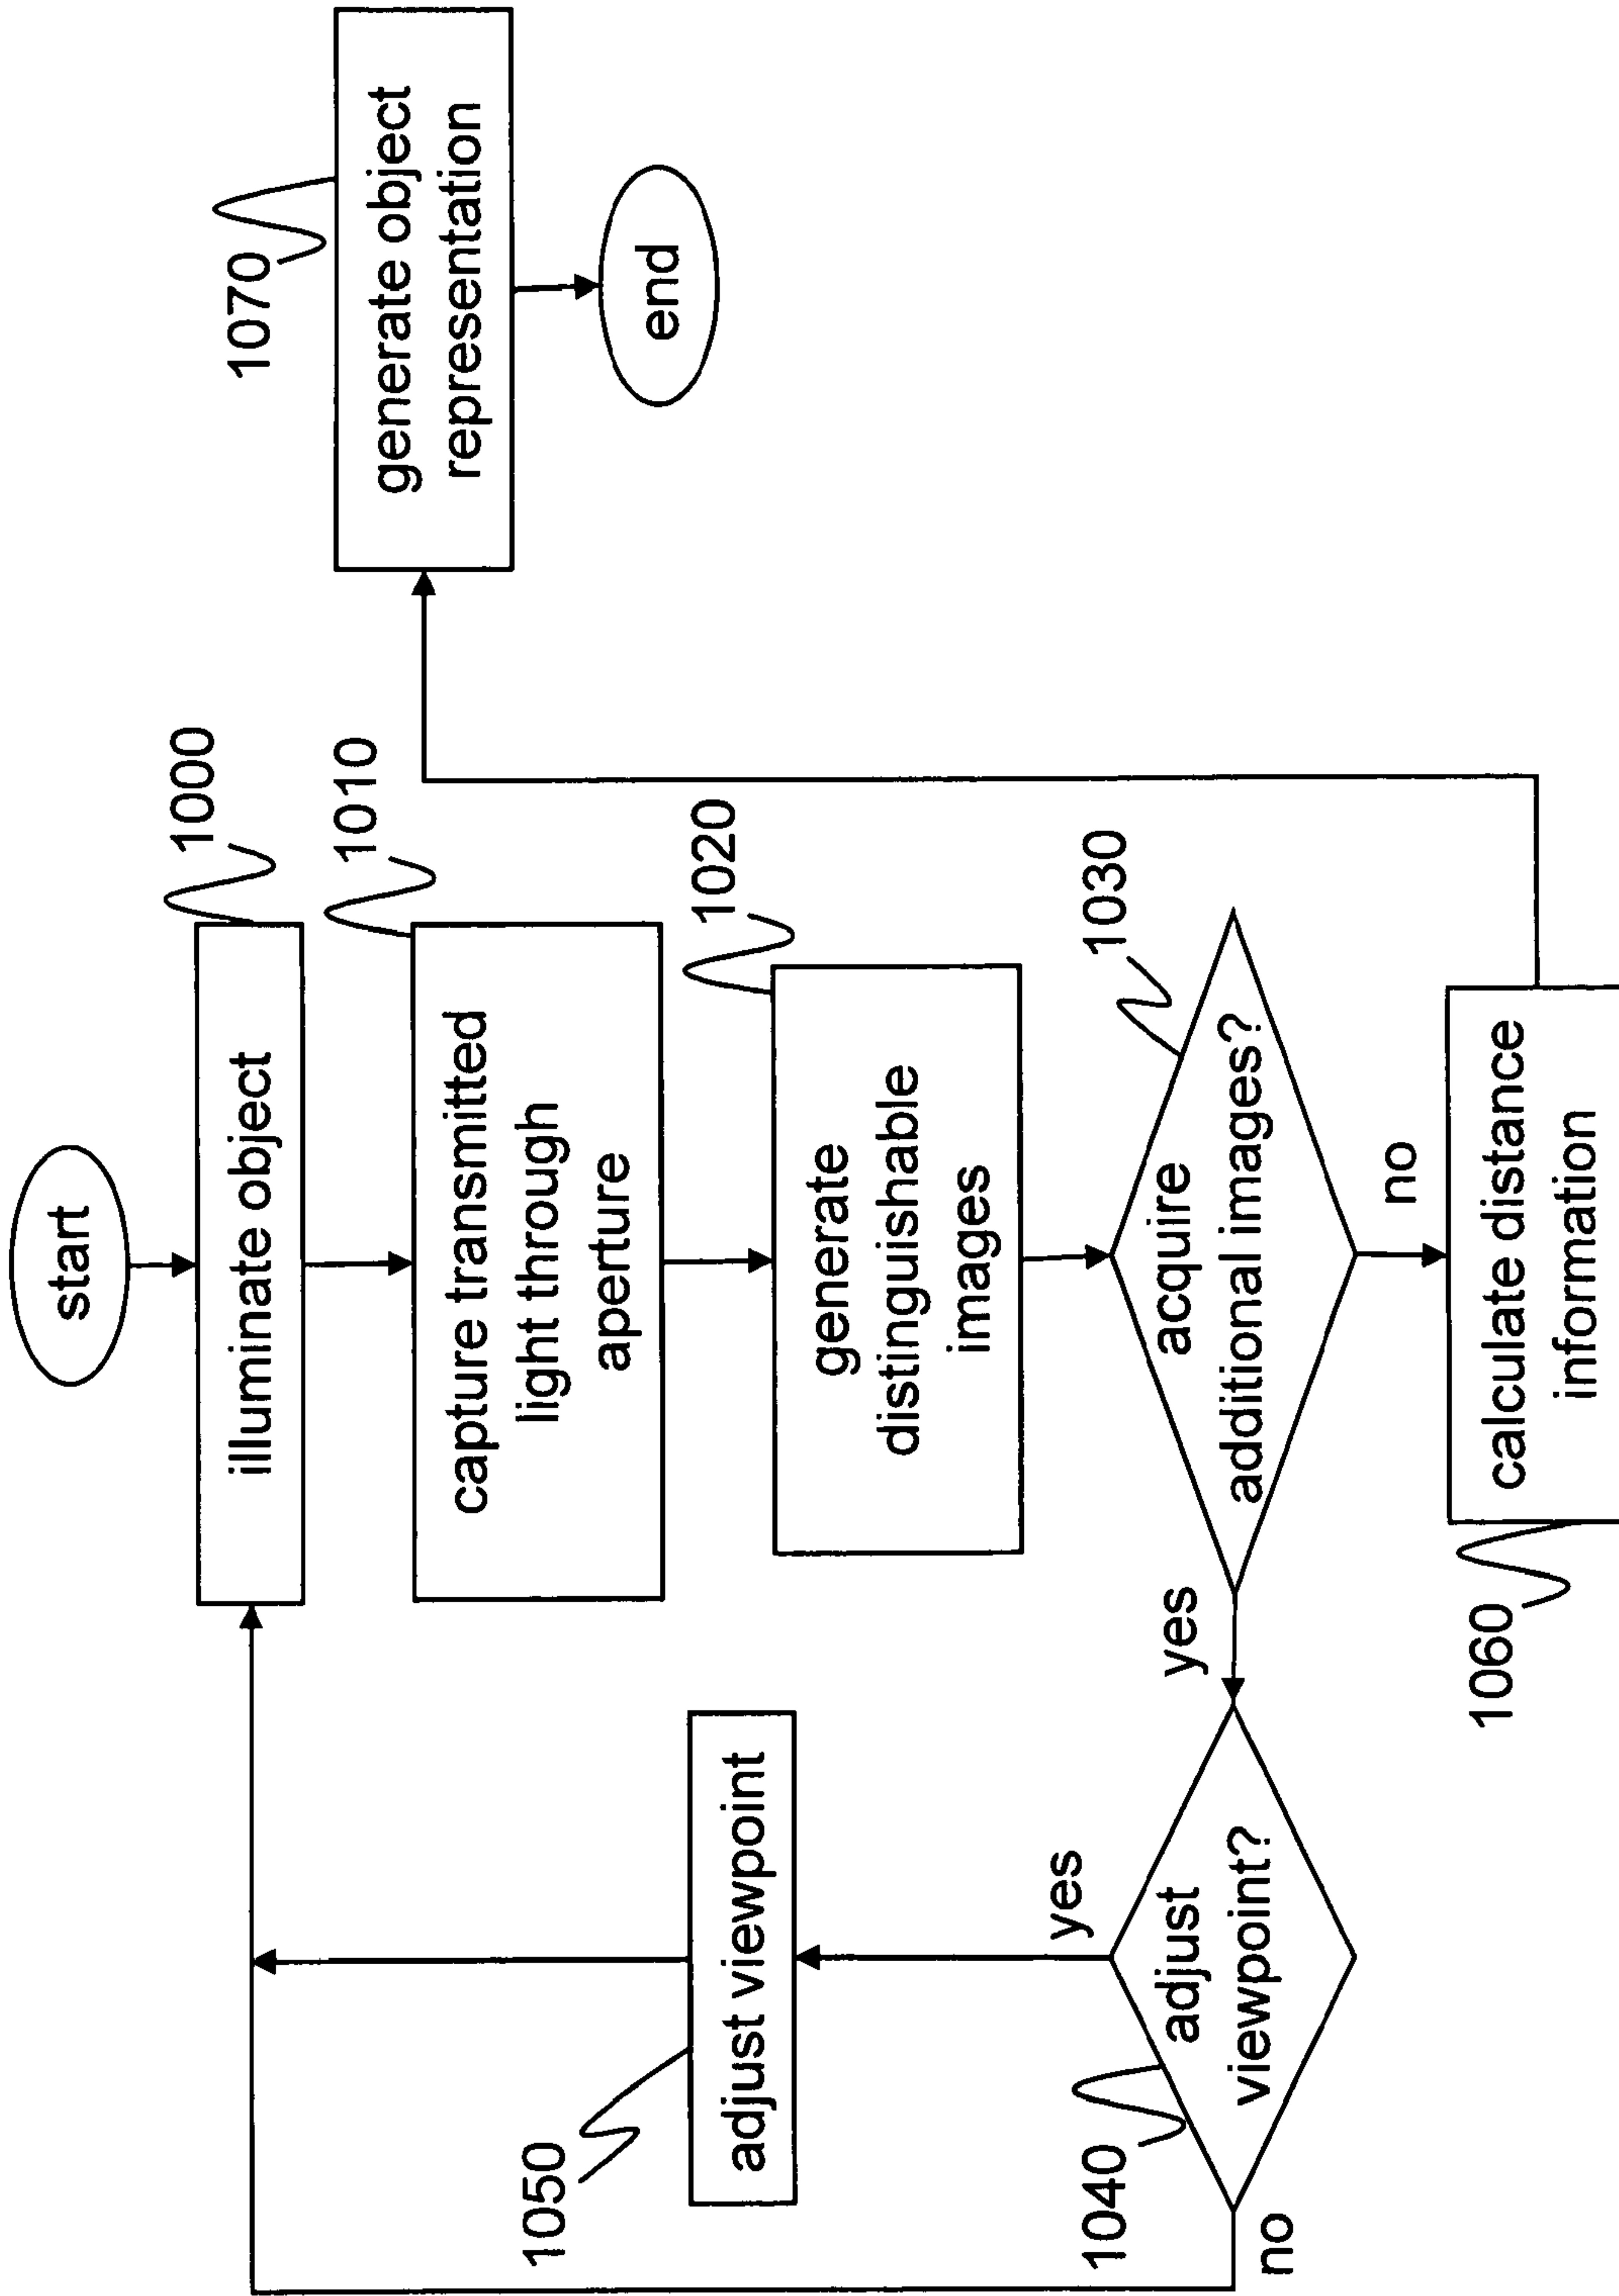 start
1000
illuminate object
1010
capture transmitted
light through
aperture
1020
generate
distinguishable
images
1030
acquire
additional images?
yes
no
1040
adjust
viewpoint?
yes
no
1050
adjust viewpoint
1060
calculate distance
information
1070
generate object
representation
end